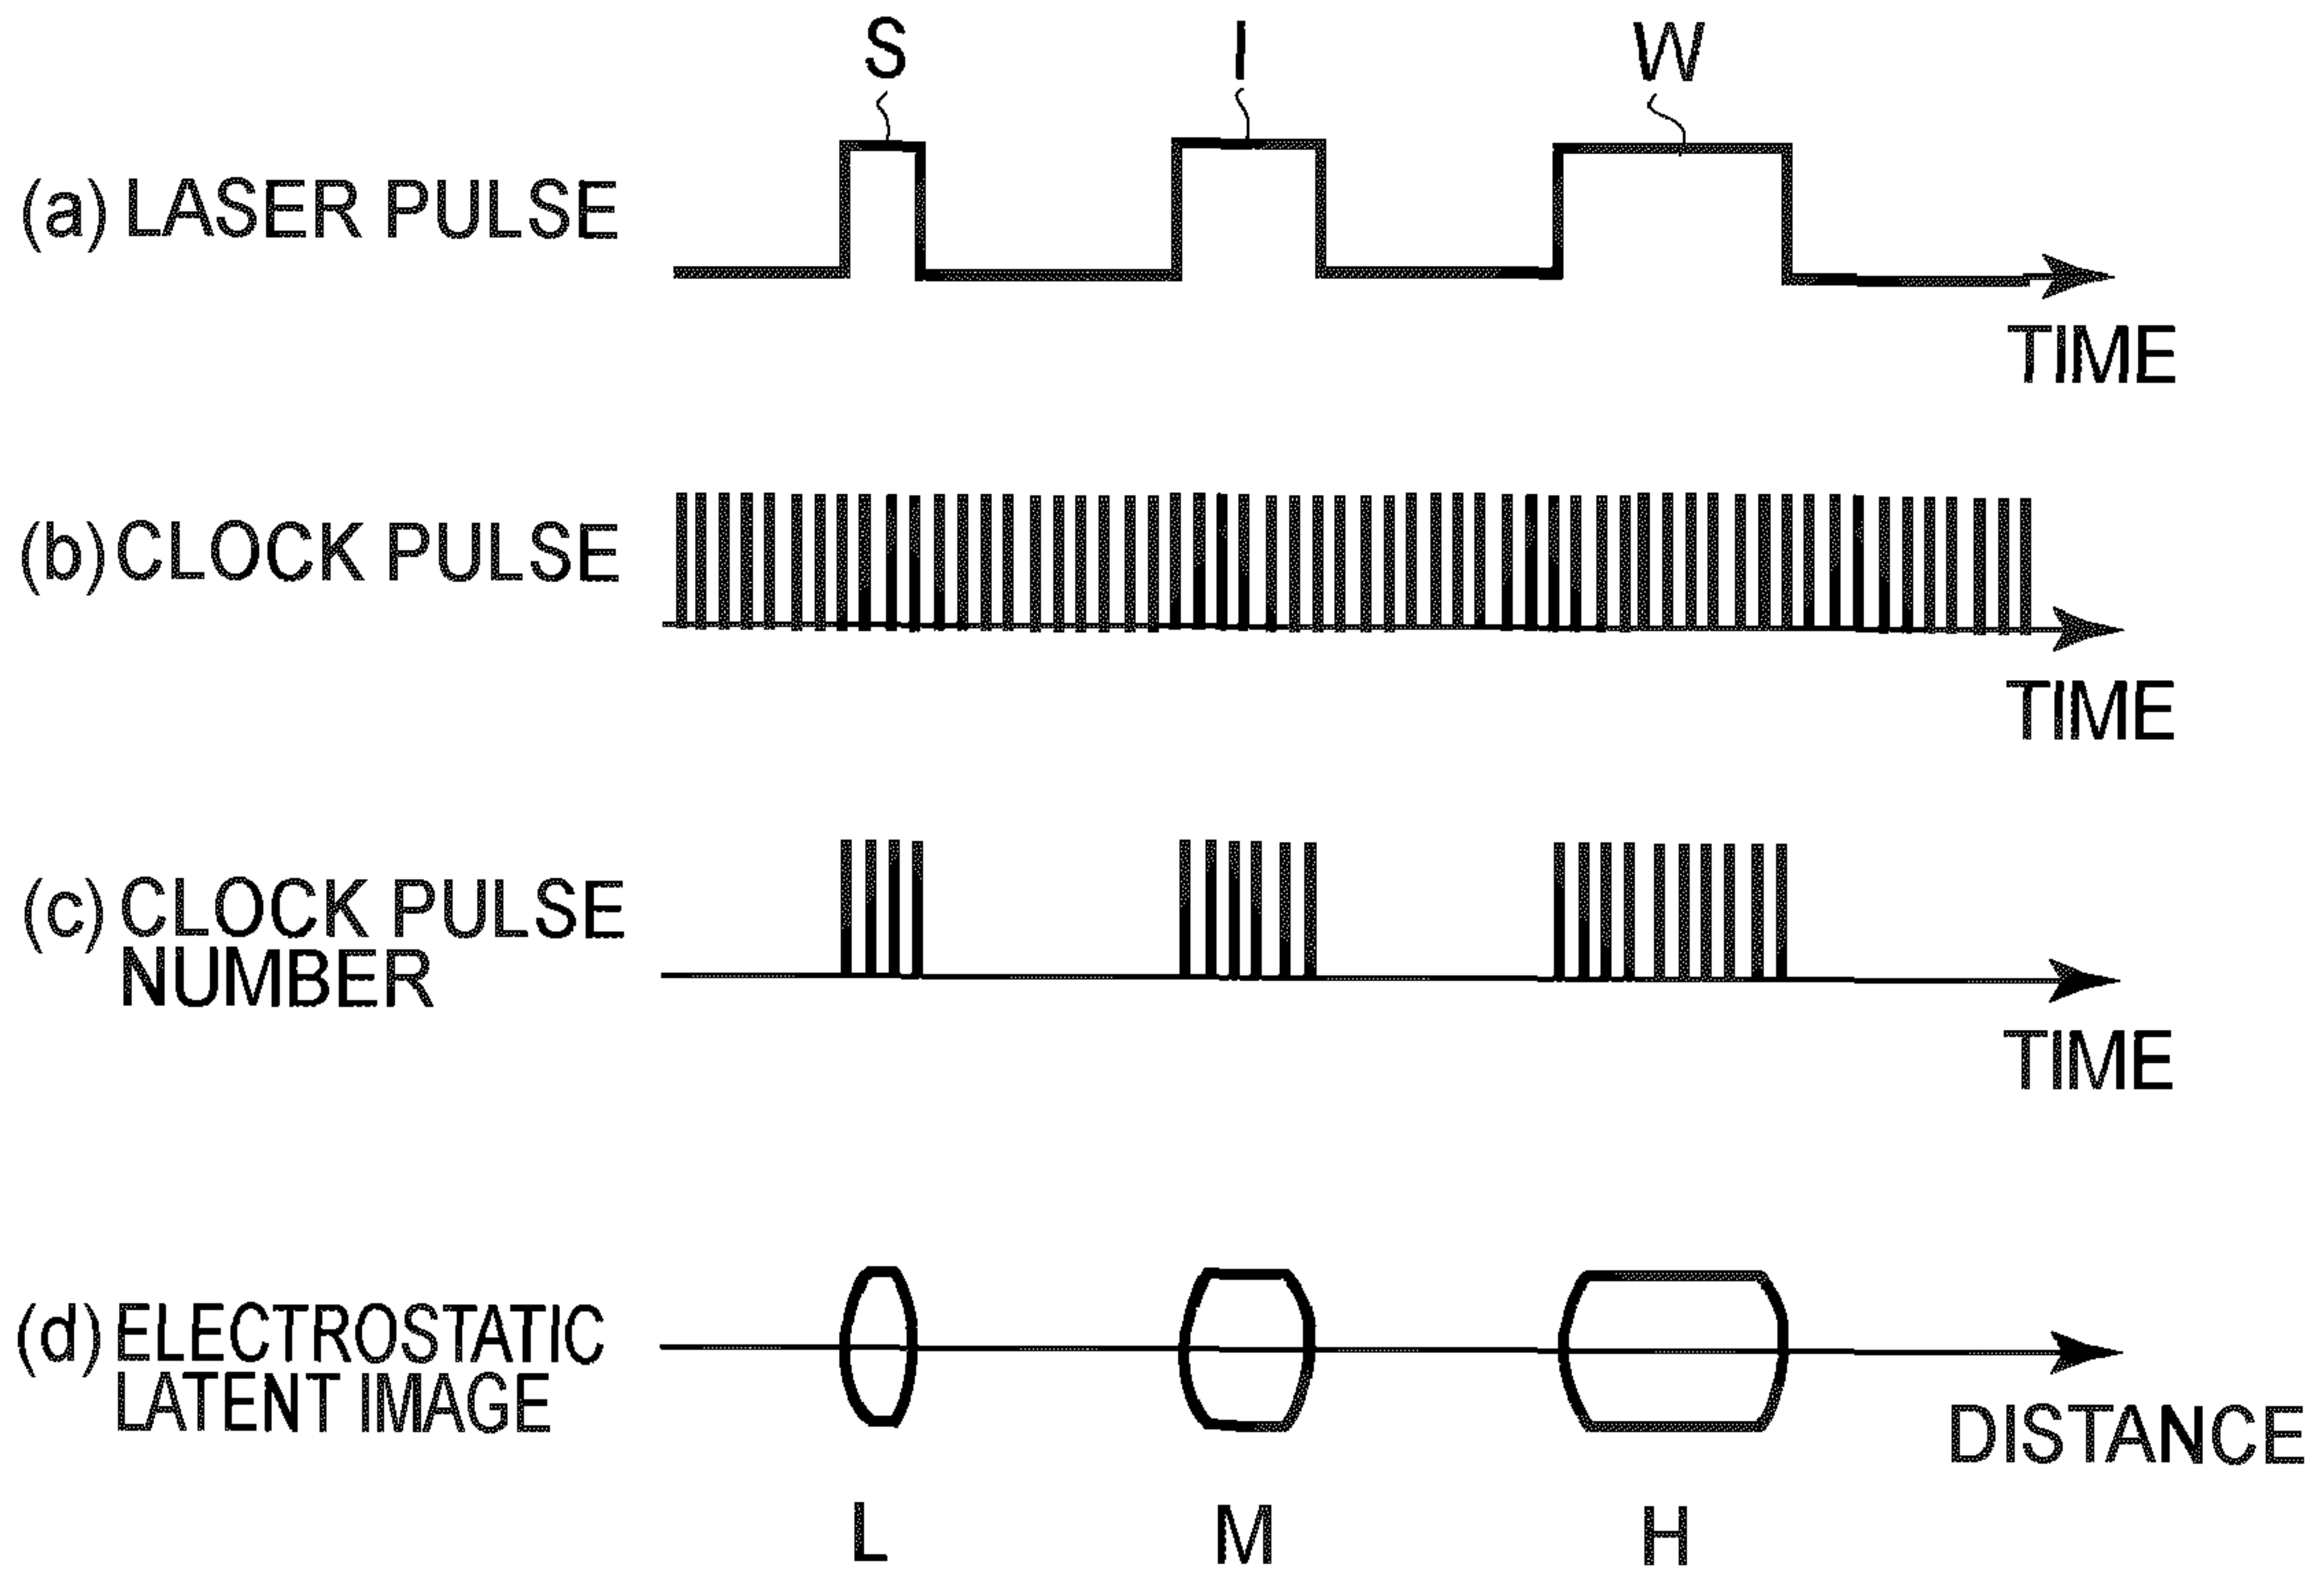 S I W
(a) LASER PULSE
TIME
(b) CLOCK PULSE
TIME
(c) CLOCK PULSE
NUMBER
TIME
(d) ELECTROSTATIC
LATENT IMAGE
DISTANCE
L M H